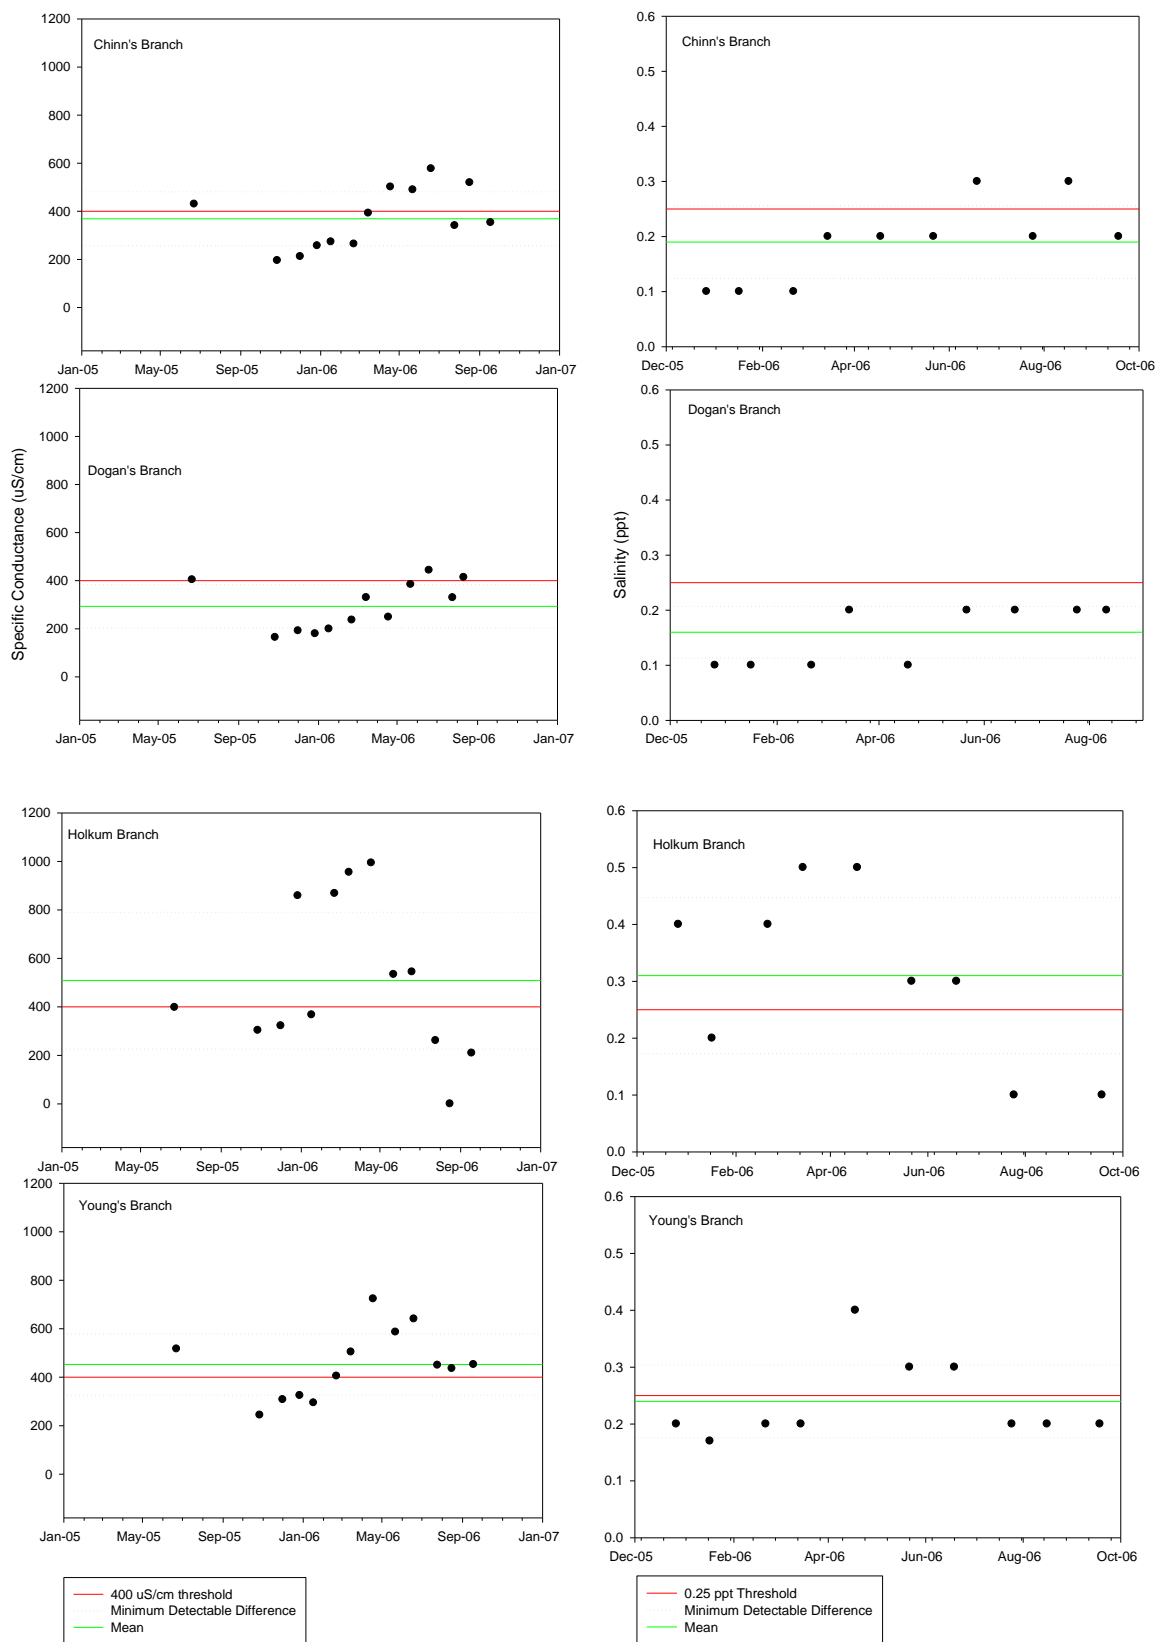 Specific Conductance (uS/cm)
Chinn's Branch
1200
1000
800
600
400
200
0
Jan-05 May-05 Sep-05 Jan-06 May-06 Sep-06 Jan-07
Dogan's Branch
1200
1000
800
600
400
200
0
Jan-05 May-05 Sep-05 Jan-06 May-06 Sep-06 Jan-07
Holkum Branch
1200
1000
800
600
400
200
0
Jan-05 May-05 Sep-05 Jan-06 May-06 Sep-06 Jan-07
Young's Branch
1200
1000
800
600
400
200
0
Jan-05 May-05 Sep-05 Jan-06 May-06 Sep-06 Jan-07
400 uS/cm threshold
Minimum Detectable Difference
Mean
Salinity (ppt)
Chinn's Branch
0.6
0.5
0.4
0.3
0.2
0.1
0.0
Dec-05 Feb-06 Apr-06 Jun-06 Aug-06 Oct-06
Dogan's Branch
0.6
0.5
0.4
0.3
0.2
0.1
0.0
Dec-05 Feb-06 Apr-06 Jun-06 Aug-06
Holkum Branch
0.6
0.5
0.4
0.3
0.2
0.1
0.0
Dec-05 Feb-06 Apr-06 Jun-06 Aug-06 Oct-06
Young's Branch
0.6
0.5
0.4
0.3
0.2
0.1
0.0
Dec-05 Feb-06 Apr-06 Jun-06 Aug-06 Oct-06
0.25 ppt Threshold
Minimum Detectable Difference
Mean